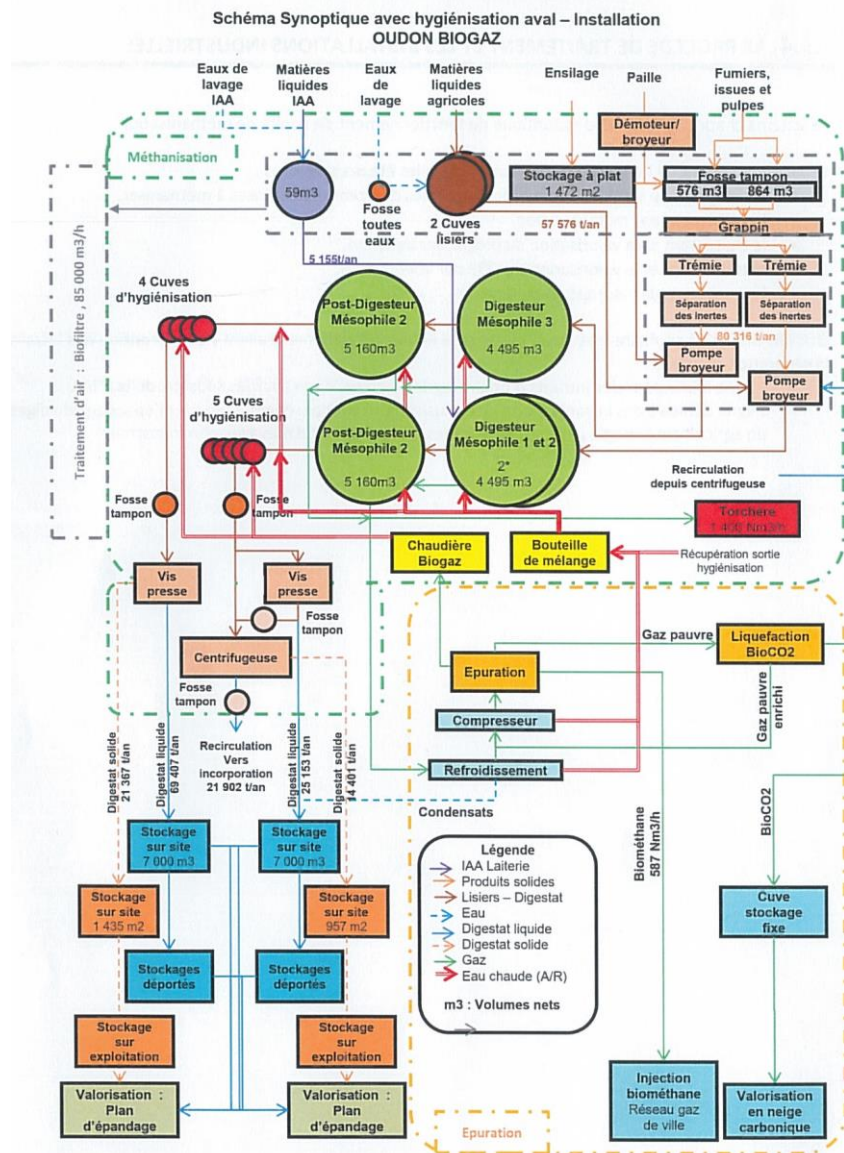 Schéma Synoptique avec hygiénisation aval – Installation
OUDON BIOGAZ
Eaux de
lavage
IAA
Matières
liquides
IAA
Eaux
de
lavage
Matières
liquides
agricoles
Ensilage
Paille
Fumiers,
issues et
pulpes
Méthanisation
Démoteur/
broyeur
59m3
Fosse
toutes
eaux
2 Cuves
lisiers
Stockage à plat
1 472 m2
Fosse tampon
576 m3
864 m3
57 576 t/an
Grappin
Trémie
Trémie
Séparation
des inertes
Séparation
des inertes
80 316 t/an
Pompe
broyeur
Pompe
broyeur
5 155t/an
Traitement d'air : Biofiltre , 85 000 m3/h
4 Cuves
d'hygiénisation
Post-Digesteur
Mésophile 2
5 160m3
Digesteur
Mésophile 3
4 495m3
5 Cuves
d'hygiénisation
Post-Digesteur
Mésophile 2
5 160m3
Digesteur
Mésophile 1 et 2
2*
4 495 m3
Recirculation
depuis centrifugeuse
Fosse
tampon
Fosse
tampon
Torchère
1 400 Nm3/h
Chaudière
Biogaz
Bouteille
de mélange
Récupération sortie
hygiénisation
Vis
presse
Vis
presse
Fosse
tampon
Centrifugeuse
Fosse
tampon
Gaz pauvre
Liquefaction
BioCO2
Epuration
Compresseur
Gaz pauvre
enrichi
Refroidissement
Digestat solide
21 367 t/an
Digestat liquide
69 407 t/an
Recirculation
Vers
incorporation
21 902 t/an
Digestat liquide
25 153 t/an
Digestat solide
14 401 t/an
Condensats
Biométhane
587 Nm3/h
BioCO2
Stockage
sur site
7 000 m3
Stockage
sur site
7 000 m3
Stockage
sur site
1 435 m2
Stockage
sur site
957 m2
Stockages
déportés
Stockages
déportés
Légende
IAA Laiterie
Produits solides
Lisiers – Digestat
Eau
Digestat liquide
Digestat solide
Gaz
Eau chaude (A/R)
m3 : Volumes nets
Cuve
stockage
fixe
Stockage
sur
exploitation
Stockage
sur
exploitation
Valorisation :
Plan
d'épandage
Valorisation :
Plan
d'épandage
Injection
biométhane
Réseau gaz
de ville
Valorisation
en neige
carbonique
Epuration